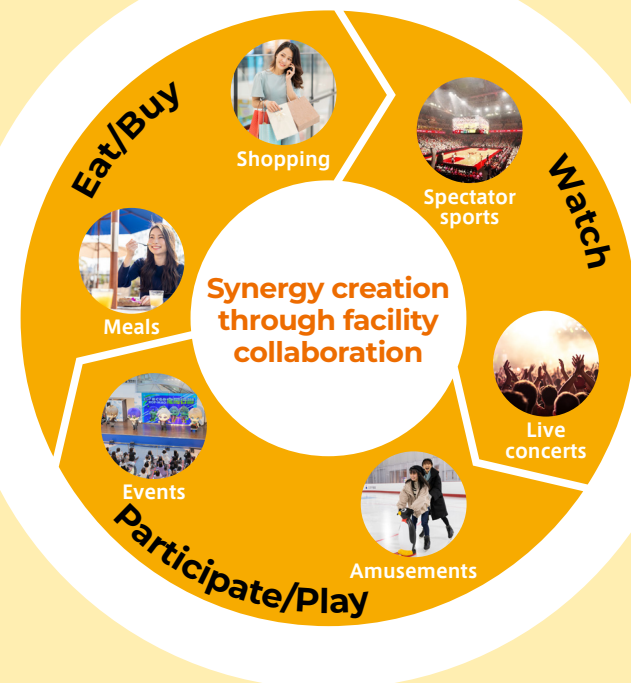 Eat/Buy
Shopping
Meals
Watch
Spectator
sports
Live
concerts
Synergy creation
through facility
collaboration
Participate/Play
Events
Amusements